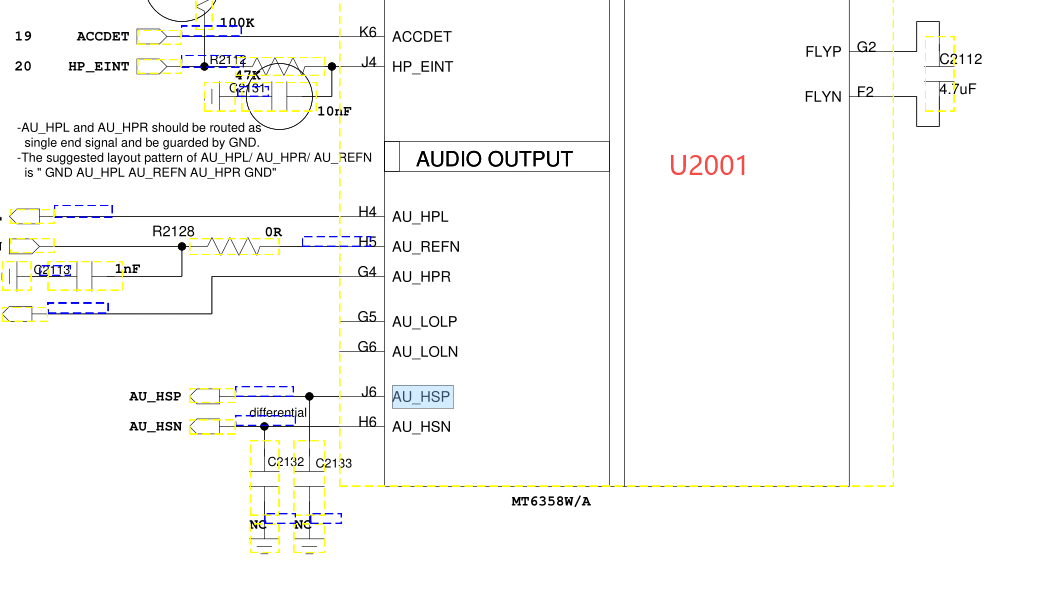 100K
19 ACCDET K6 ACCDET
FLYP G2
C2112
20 HP_EINT R2112 J4 HP_EINT
47K
C2131
4.7uF
FLYN F2
10nF
-AU_HPL and AU_HPR should be routed as
single end signal and be guarded by GND.
-The suggested layout pattern of AU_HPL/ AU_HPR/ AU_REFN
is " GND AU_HPL AU_REFN AU_HPR GND"
AUDIO OUTPUT
U2001
H4 AU_HPL
R2128 0R
H5 AU_REFN
C2113 1nF
G4 AU_HPR
G5 AU_LOLP
G6 AU_LOLN
AU_HSP J6 AU_HSP
differential
AU_HSN H6 AU_HSN
C2132 C2133
MT6358W/A
NC NC